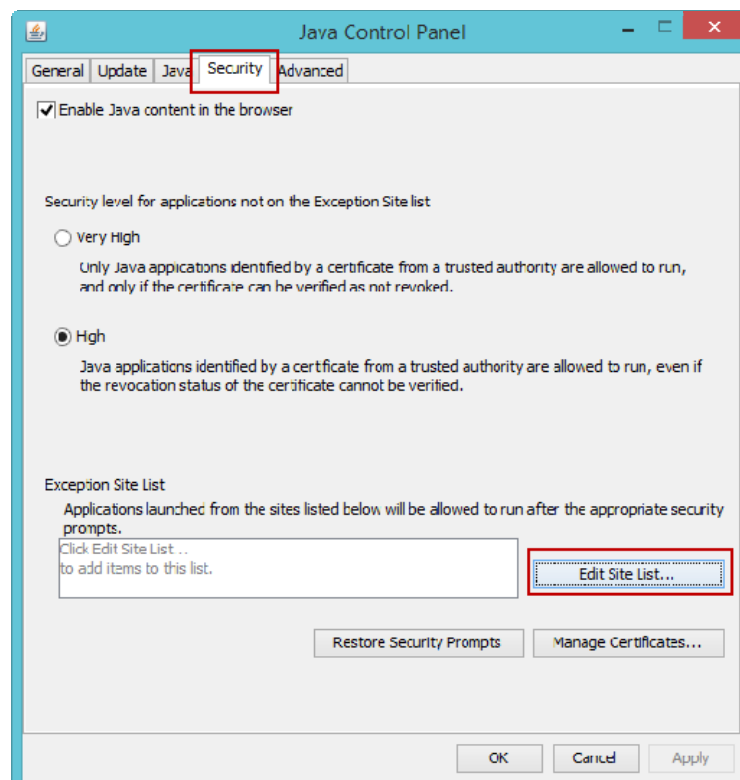 Java Control Panel
General Update Java Security Advanced
Enable Java content in the browser
Security level for applications not on the Exception Site list
Very High
Only Java applications identified by a certificate from a trusted authority are allowed to run,
and only if the certificate can be verified as not revoked.
High
Java applications identified by a certificate from a trusted authority are allowed to run, even if
the revocation status of the certificate cannot be verified.
Exception Site List
Applications launched from the sites listed below will be allowed to run after the appropriate security
prompts.
Click Edit Site List...
to add items to this list.
Edit Site List...
Restore Security Prompts Manage Certificates...
OK Cancel Apply